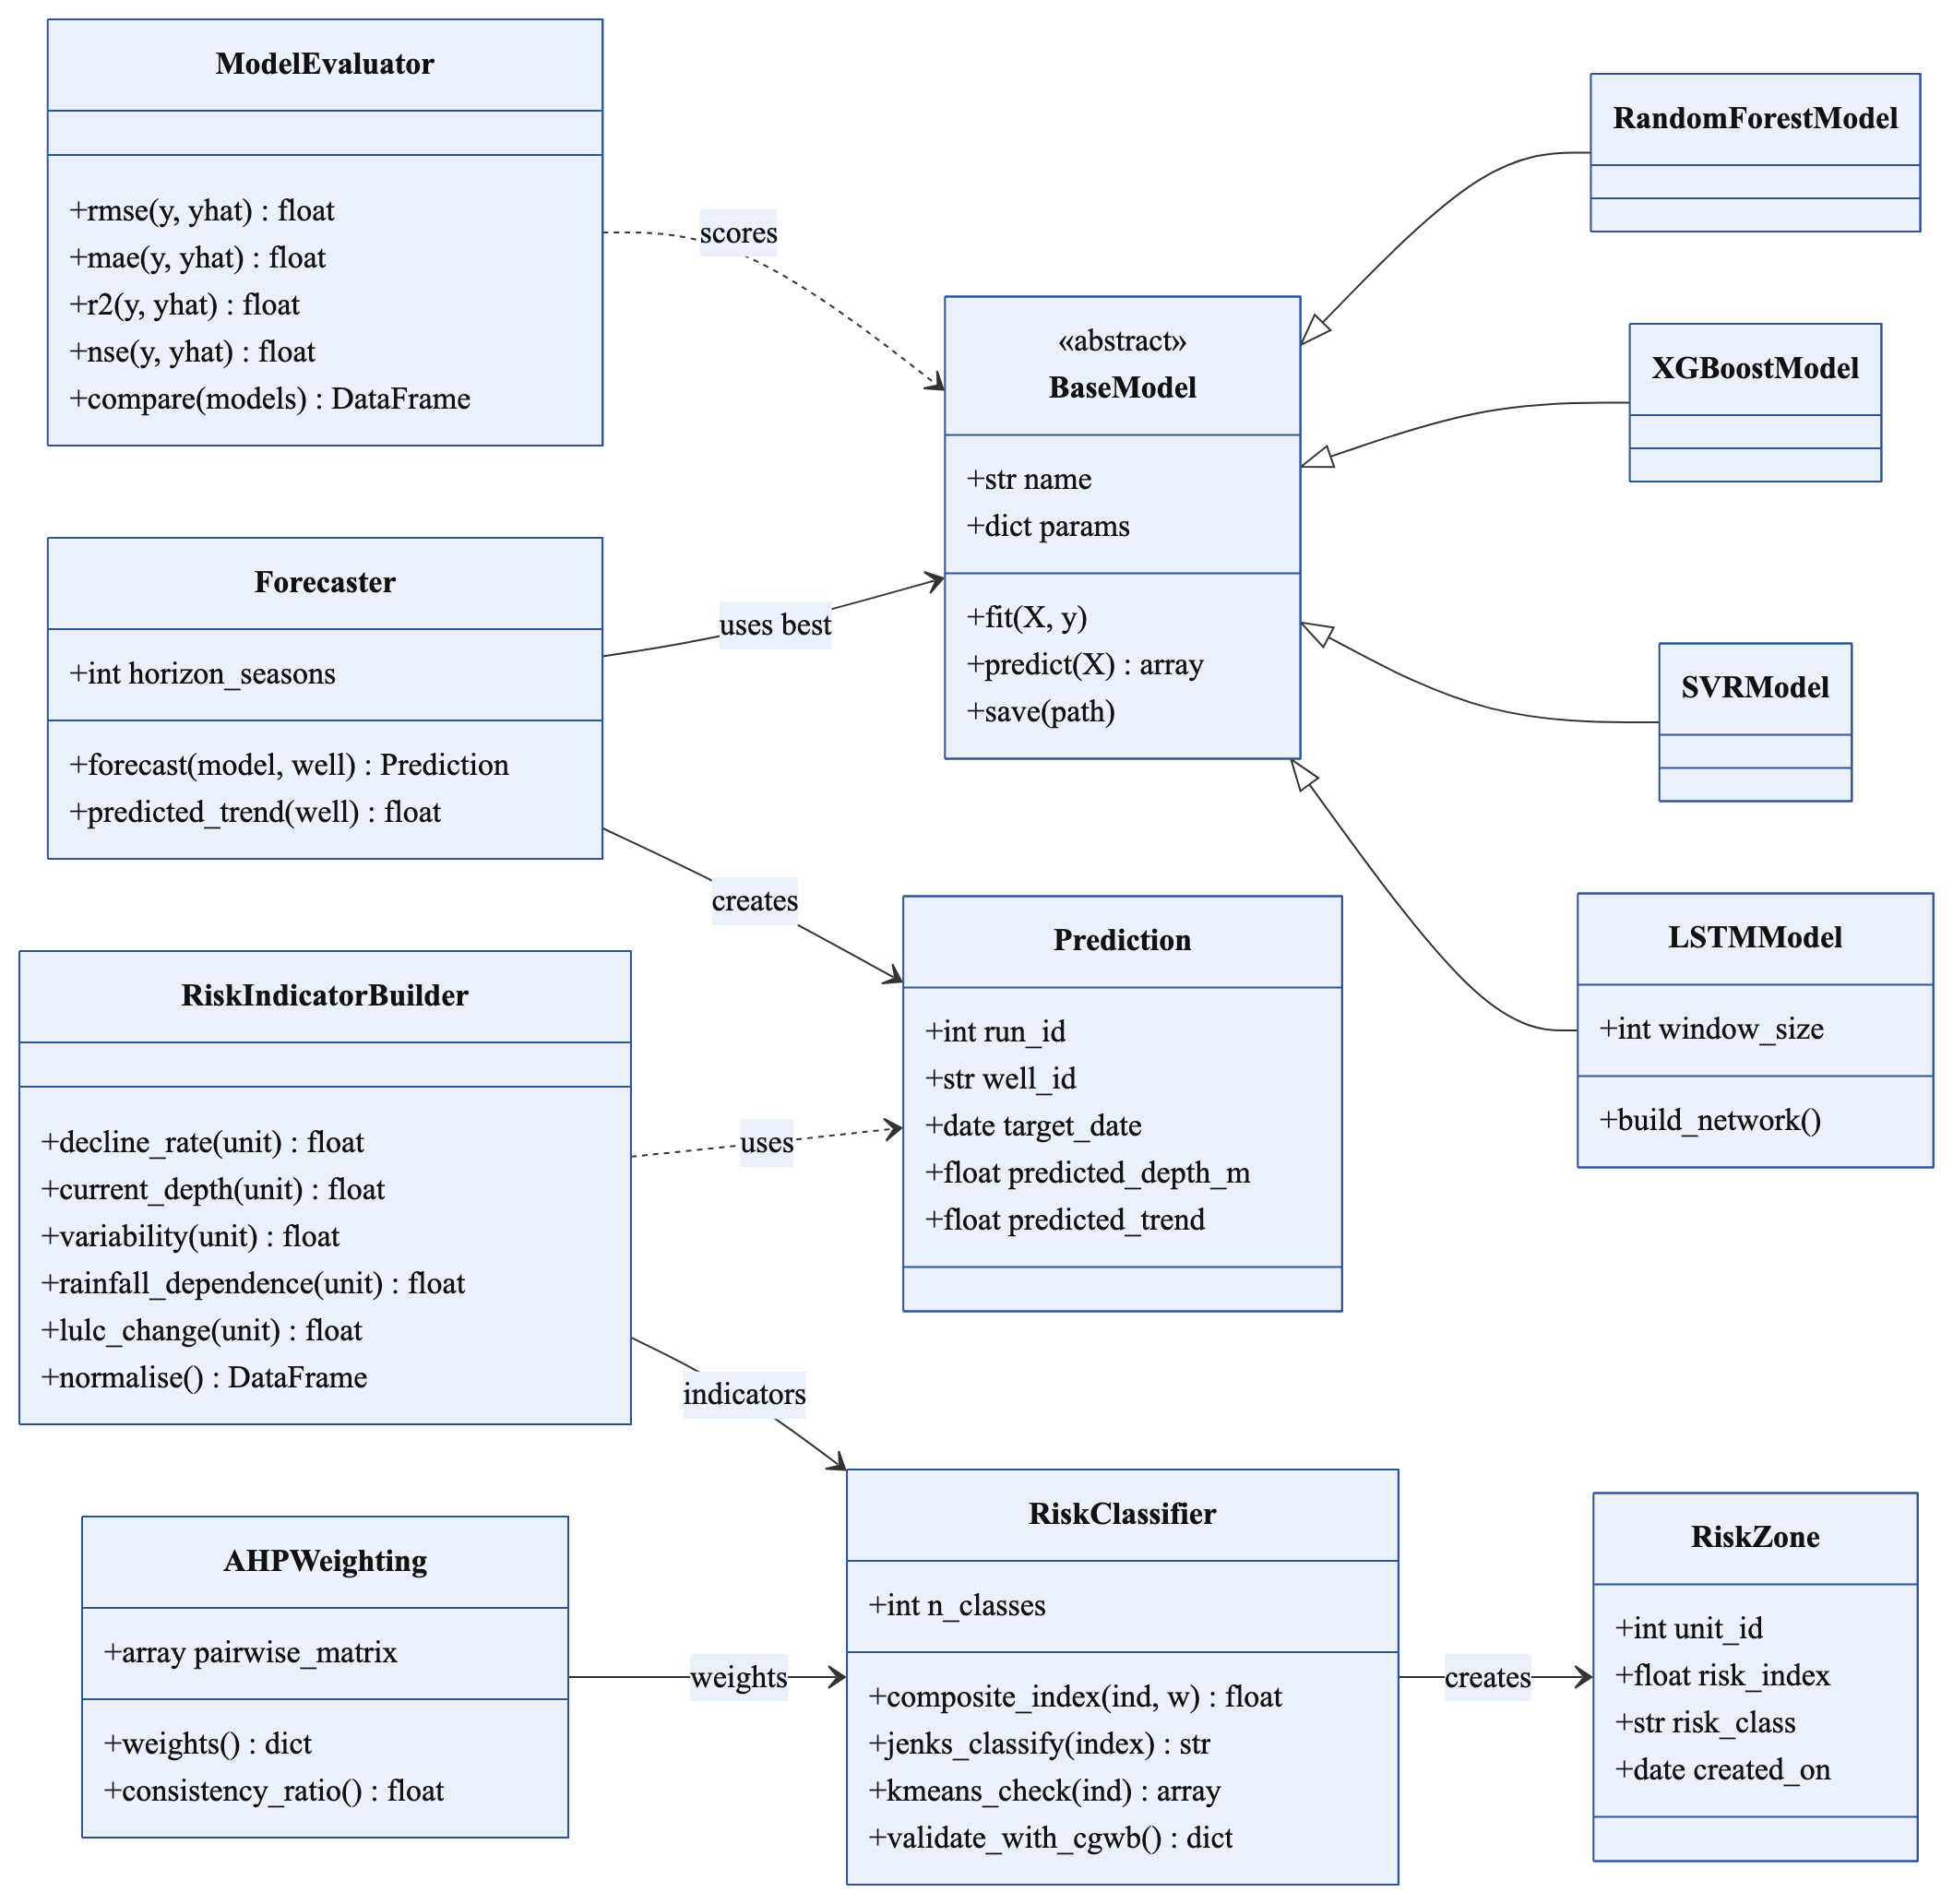 ModelEvaluator
+rmse(y, yhat) : float
+mae(y, yhat) : float
+r2(y, yhat) : float
+nse(y, yhat) : float
+compare(models) : DataFrame
scores
«abstract»
BaseModel
+str name
+dict params
+fit(X, y)
+predict(X) : array
+save(path)
RandomForestModel
XGBoostModel
SVRModel
LSTMModel
+int window_size
+build_network()
Forecaster
+int horizon_seasons
+forecast(model, well) : Prediction
+predicted_trend(well) : float
uses best
creates
Prediction
+int run_id
+str well_id
+date target_date
+float predicted_depth_m
+float predicted_trend
RiskIndicatorBuilder
+decline_rate(unit) : float
+current_depth(unit) : float
+variability(unit) : float
+rainfall_dependence(unit) : float
+lulc_change(unit) : float
+normalise() : DataFrame
uses
indicators
AHPWeighting
+array pairwise_matrix
+weights() : dict
+consistency_ratio() : float
weights
RiskClassifier
+int n_classes
+composite_index(ind, w) : float
+jenks_classify(index) : str
+kmeans_check(ind) : array
+validate_with_cgwb() : dict
creates
RiskZone
+int unit_id
+float risk_index
+str risk_class
+date created_on